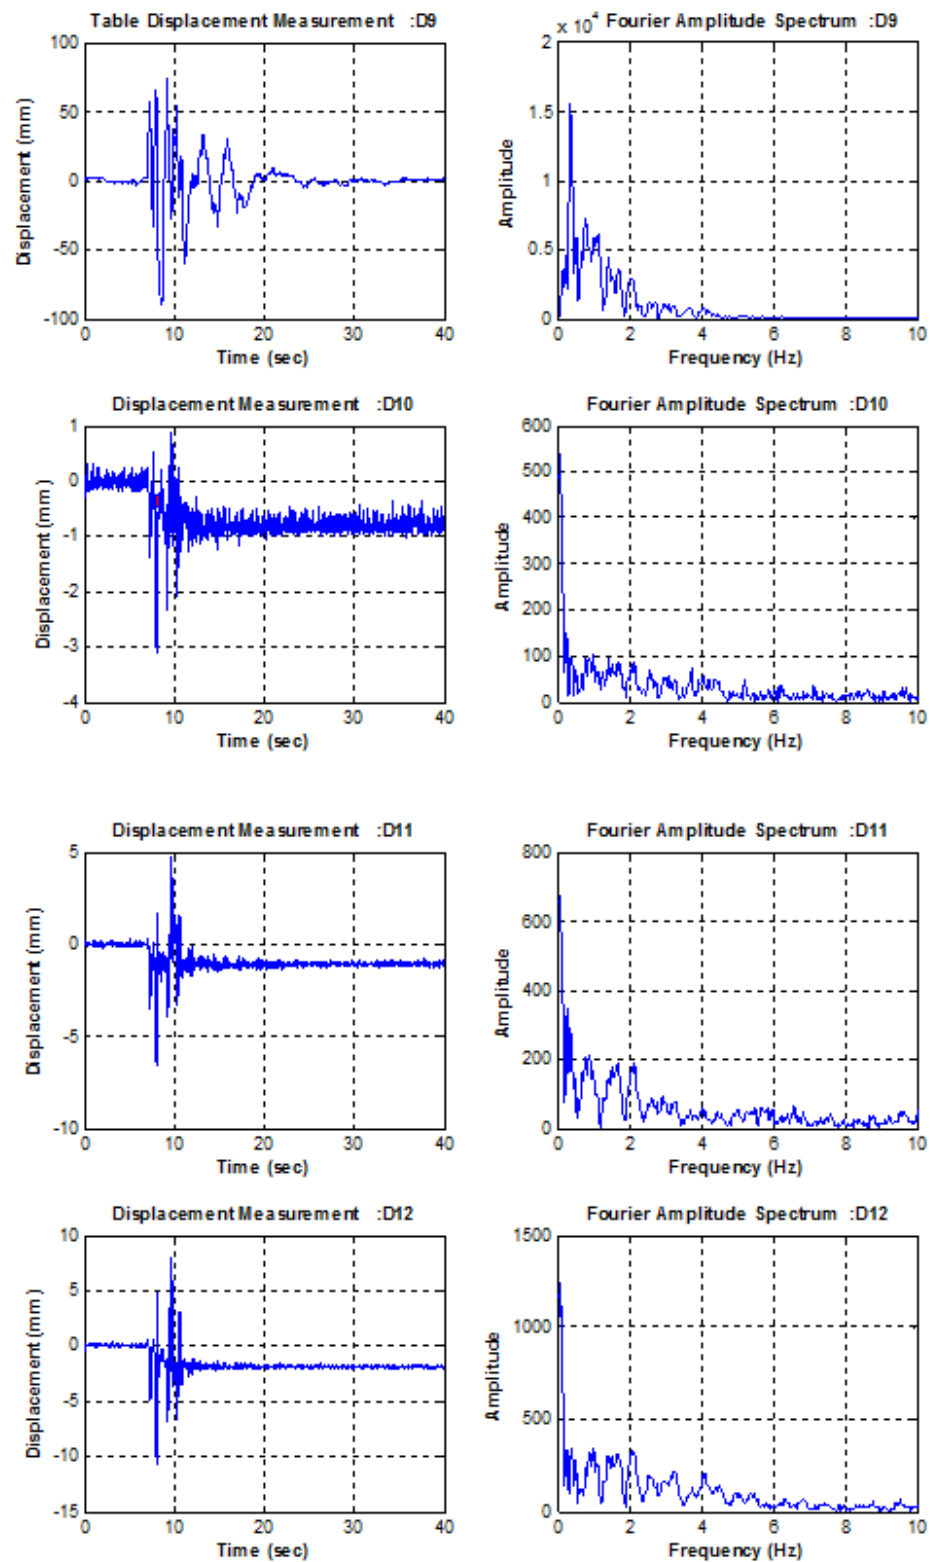 Table Displacement Measurement :D9
Fourier Amplitude Spectrum :D9
x 10^4
100
50
0
-50
-100
Displacement (mm)
0 10 20 30 40
Time (sec)
2
1.5
1
0.5
0
Amplitude
0 2 4 6 8 10
Frequency (Hz)
Displacement Measurement :D10
Fourier Amplitude Spectrum :D10
1
0
-1
-2
-3
-4
Displacement (mm)
0 10 20 30 40
Time (sec)
600
500
400
300
200
100
0
Amplitude
0 2 4 6 8 10
Frequency (Hz)
Displacement Measurement :D11
Fourier Amplitude Spectrum :D11
5
0
-5
-10
Displacement (mm)
0 10 20 30 40
Time (sec)
800
600
400
200
0
Amplitude
0 2 4 6 8 10
Frequency (Hz)
Displacement Measurement :D12
Fourier Amplitude Spectrum :D12
10
5
0
-5
-10
-15
Displacement (mm)
0 10 20 30 40
Time (sec)
1500
1000
500
0
Amplitude
0 2 4 6 8 10
Frequency (Hz)